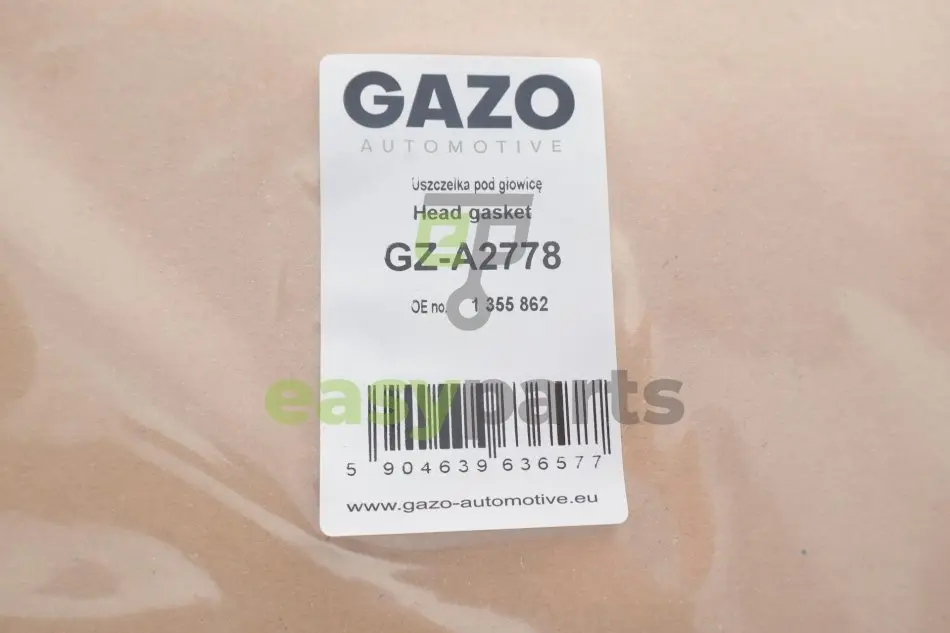 GAZO
AUTOMOTIVE
Uszczelka pod głowicę
Head gasket
GZ-A2778
OE no. 1 355 862
easyparts
5 904639 636577
www.gazo-automotive.eu